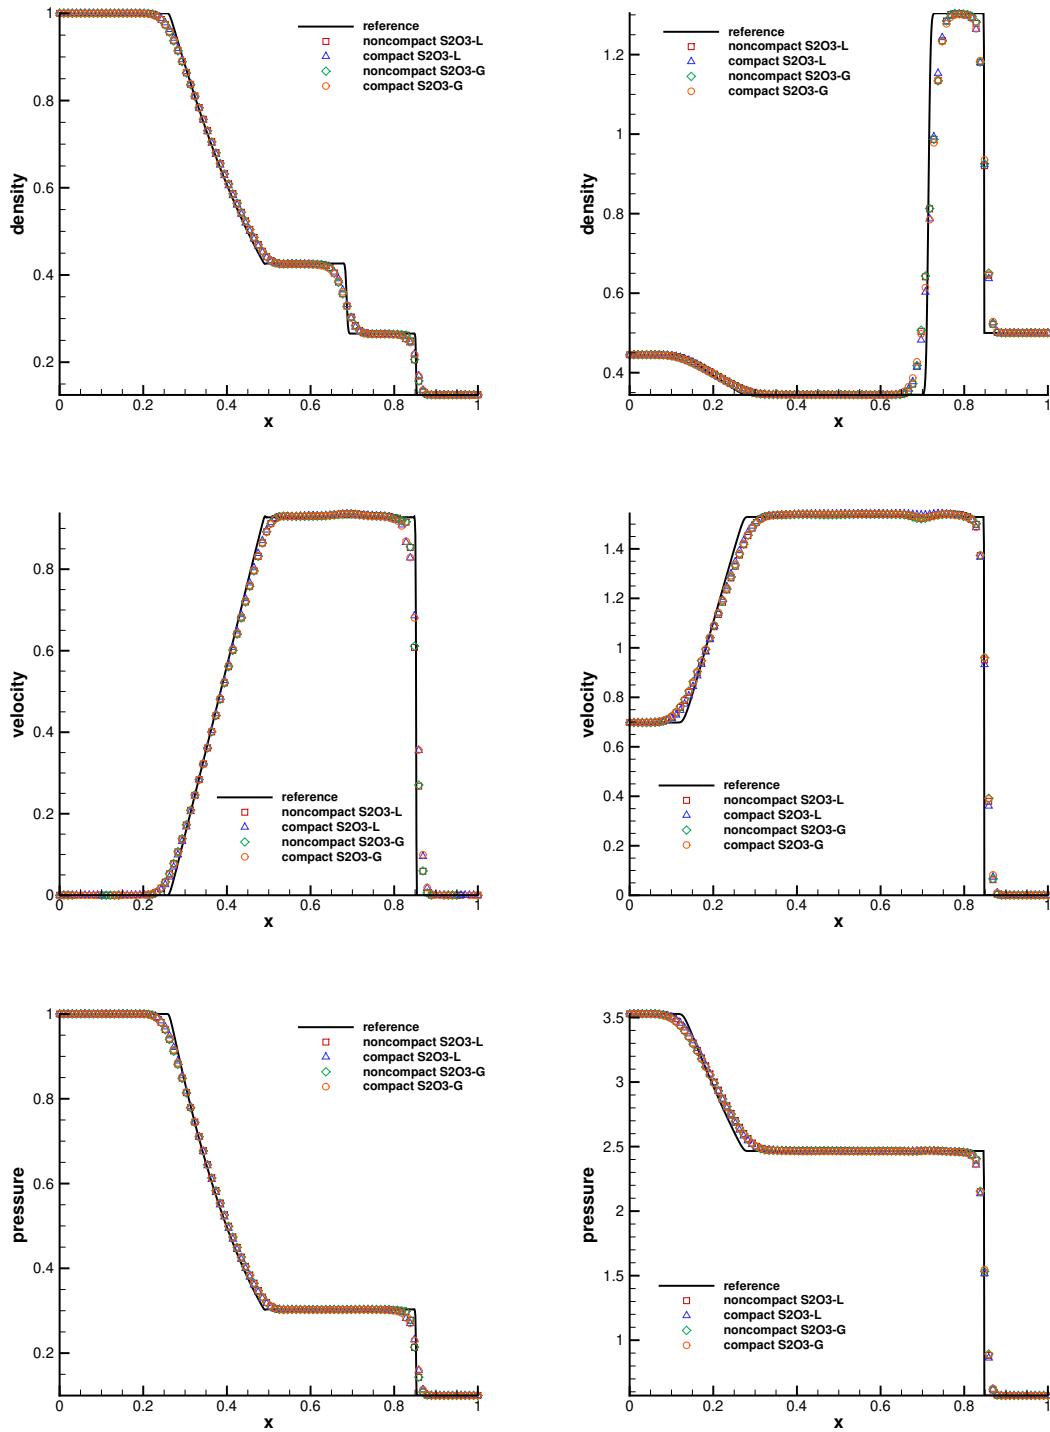 density
1
0.8
0.6
0.4
0.2
0 0.2 0.4 0.6 0.8 1
x
reference
noncompact S2O3-L
compact S2O3-L
noncompact S2O3-G
compact S2O3-G
density
1.2
1
0.8
0.6
0.4
0 0.2 0.4 0.6 0.8 1
x
reference
noncompact S2O3-L
compact S2O3-L
noncompact S2O3-G
compact S2O3-G
velocity
0.8
0.6
0.4
0.2
0
0 0.2 0.4 0.6 0.8 1
x
reference
noncompact S2O3-L
compact S2O3-L
noncompact S2O3-G
compact S2O3-G
velocity
1.4
1.2
1
0.8
0.6
0.4
0.2
0
0 0.2 0.4 0.6 0.8 1
x
reference
noncompact S2O3-L
compact S2O3-L
noncompact S2O3-G
compact S2O3-G
pressure
1
0.8
0.6
0.4
0.2
0 0.2 0.4 0.6 0.8 1
x
reference
noncompact S2O3-L
compact S2O3-L
noncompact S2O3-G
compact S2O3-G
pressure
3.5
3
2.5
2
1.5
1
0 0.2 0.4 0.6 0.8 1
x
reference
noncompact S2O3-L
compact S2O3-L
noncompact S2O3-G
compact S2O3-G